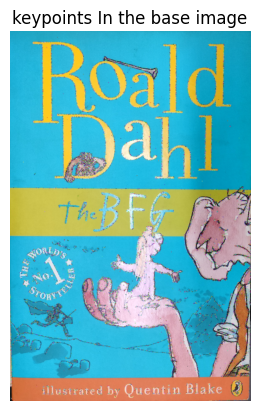 keypoints In the base image
Roald
Dahl
The BFG
THE WORLD'S
No. 1
STORYTELLER
illustrated by Quentin Blake